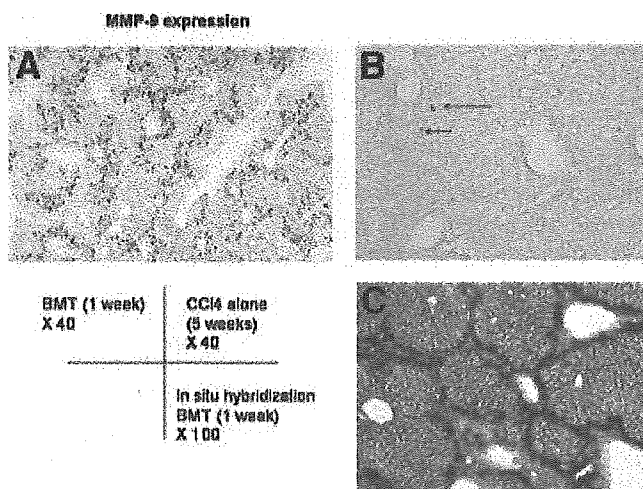 MMP-9 expression
A
B
BMT (1 week)
X 40
CCl4 alone
(5 weeks)
X 40
In situ hybridization
BMT (1 week)
X 100
C